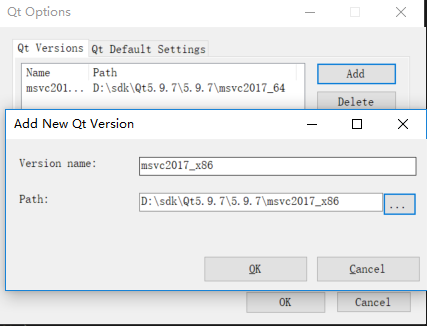 Qt Options
Qt Versions Qt Default Settings
Name Path
msvc201... D:\sdk\Qt5.9.7\5.9.7\msvc2017_64
Add
Delete
Add New Qt Version
Version name: msvc2017_x86
Path: D:\sdk\Qt5.9.7\5.9.7\msvc2017_x86 ...
OK Cancel
OK Cancel